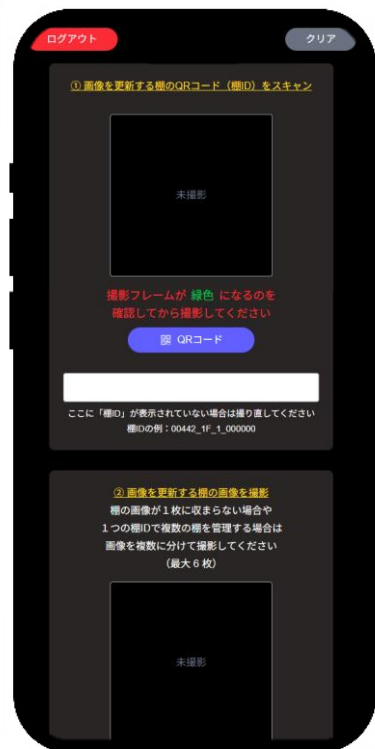 ログアウト
クリア
① 画像を更新する棚のQRコード（棚ID）をスキャン
未撮影
撮影フレームが 緑色 になるのを
確認してから撮影してください
QRコード
ここに「棚ID」が表示されていない場合は撮り直してください
棚IDの例：00442_1F_1_000000
② 画像を更新する棚の画像を撮影
棚の画像が１枚に収まらない場合や
１つの棚IDで複数の棚を管理する場合は
画像を複数に分けて撮影してください
（最大６枚）
未撮影